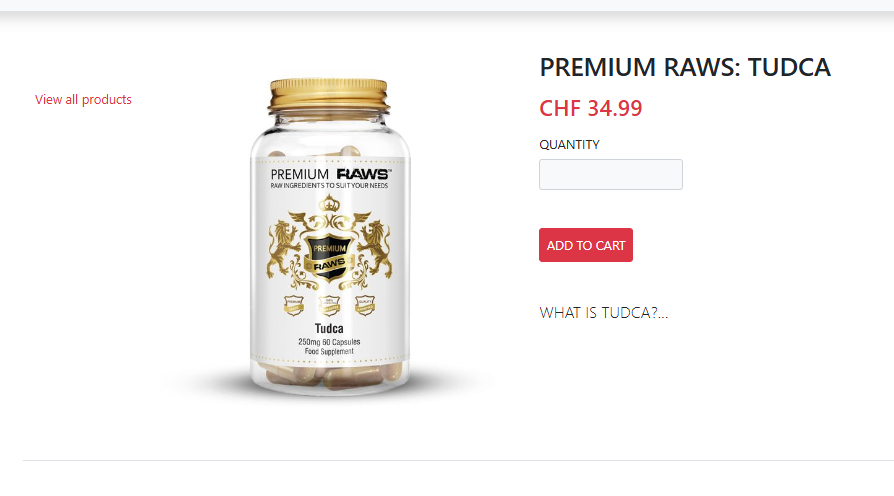 View all products
PREMIUM RAWS™
RAW INGREDIENTS TO SUIT YOUR NEEDS
PREMIUM
RAWS
Tudca
250mg 60 Capsules
Food Supplement
PREMIUM RAWS: TUDCA
CHF 34.99
QUANTITY
ADD TO CART
WHAT IS TUDCA?...